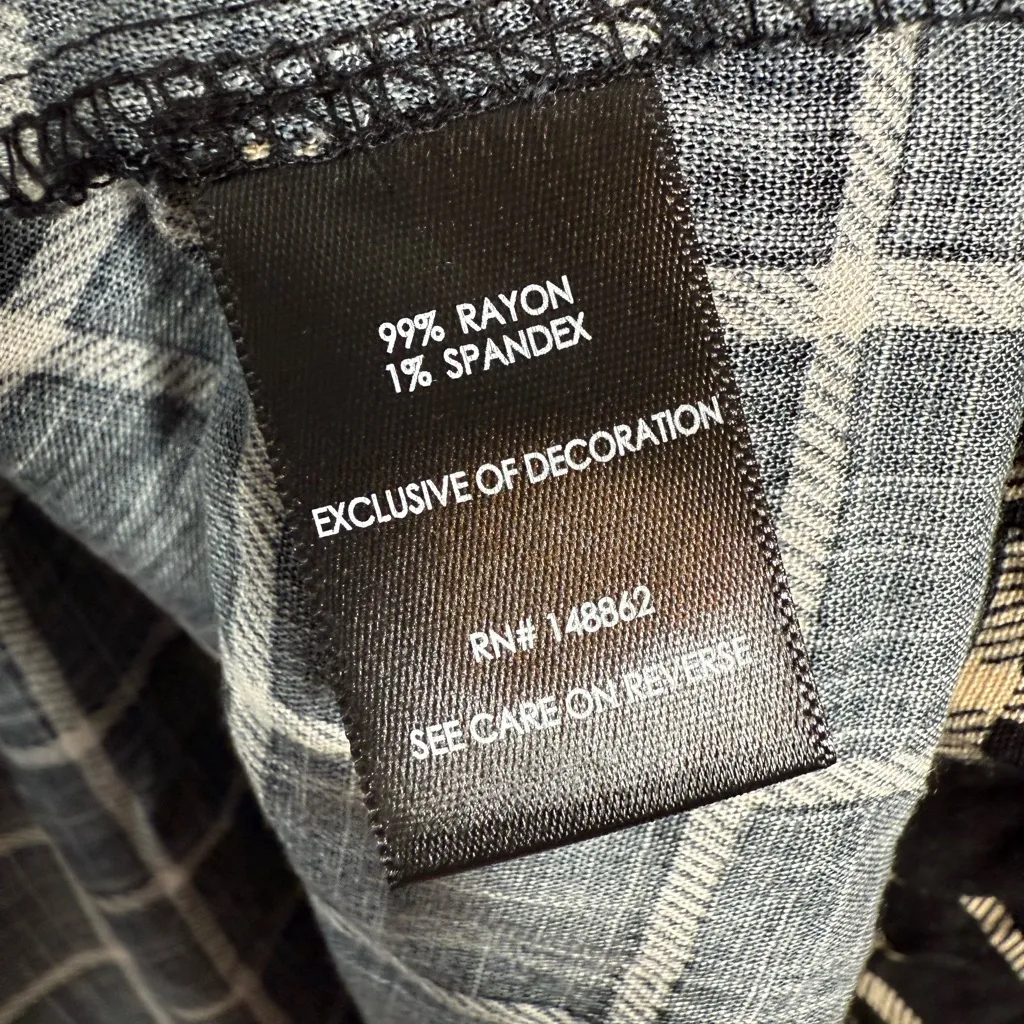 99% RAYON
1% SPANDEX
EXCLUSIVE OF DECORATION
RN# 148862
SEE CARE ON REVERSE